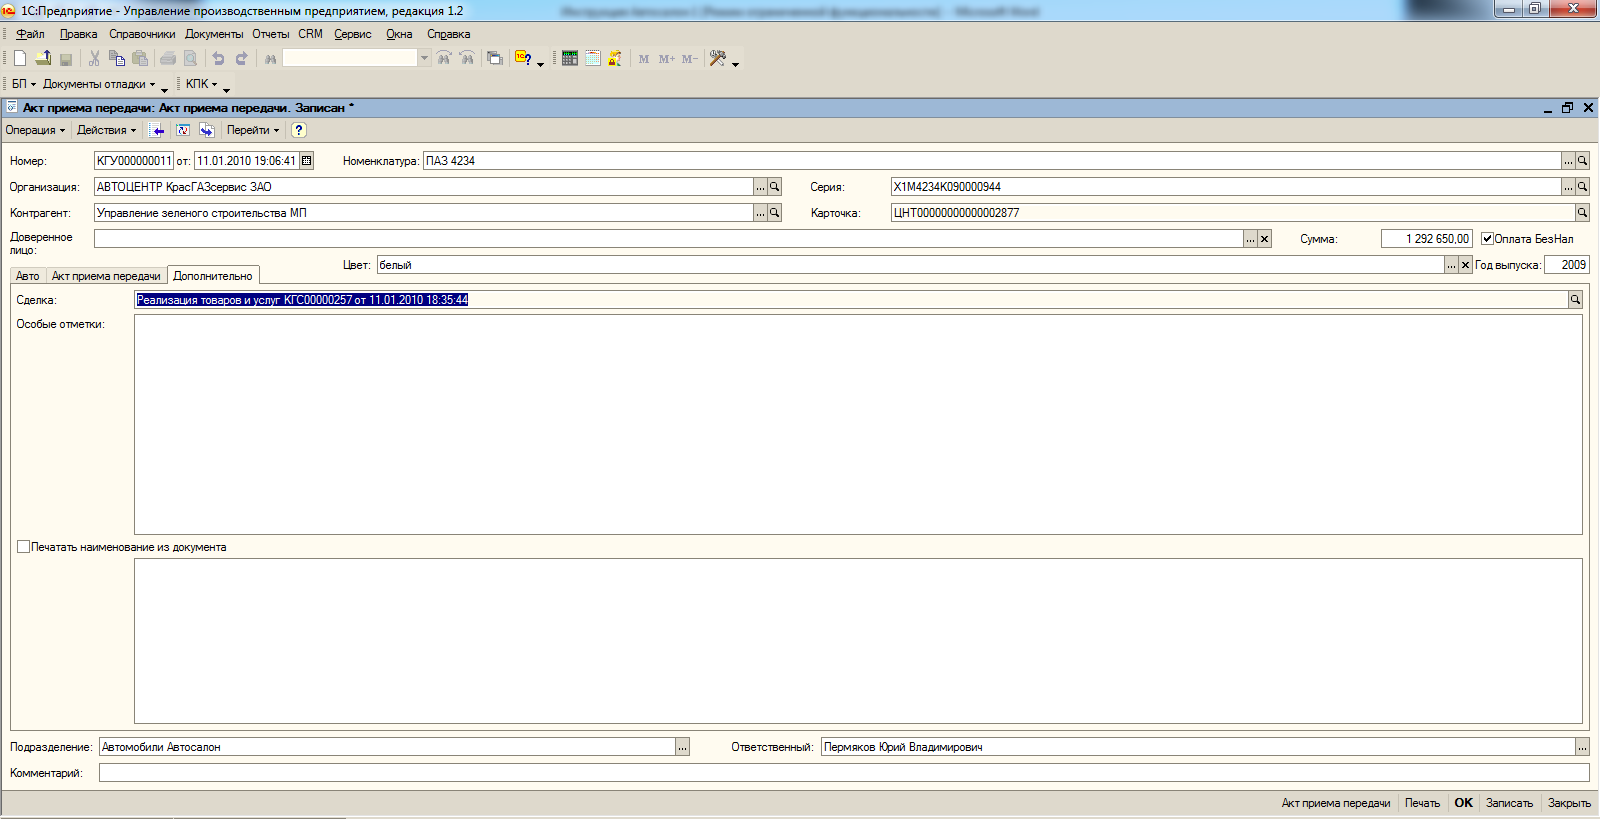 1С:Предприятие - Управление производственным предприятием, редакция 1.2
Файл Правка Справочники Документы Отчеты CRM Сервис Окна Справка
M M+ M-
БП Документы отладки КПК
Акт приема передачи: Акт приема передачи. Записан *
Операция Действия Перейти ?
Номер: КГУ000000011 от: 11.01.2010 19:06:41 Номенклатура: ПАЗ 4234
Организация: АВТОЦЕНТР КрасГАЗсервис ЗАО Серия: X1M4234K090000944
Контрагент: Управление зеленого строительства МП Карточка: ЦНТ00000000000002877
Доверенное лицо: Сумма: 1 292 650,00 Оплата БезНал
Цвет: белый Год выпуска: 2009
Авто Акт приема передачи Дополнительно
Сделка: Реализация товаров и услуг КГС00000257 от 11.01.2010 18:35:44
Особые отметки:
Печатать наименование из документа
Подразделение: Автомобили Автосалон Ответственный: Пермяков Юрий Владимирович
Комментарий:
Акт приема передачи Печать OK Записать Закрыть